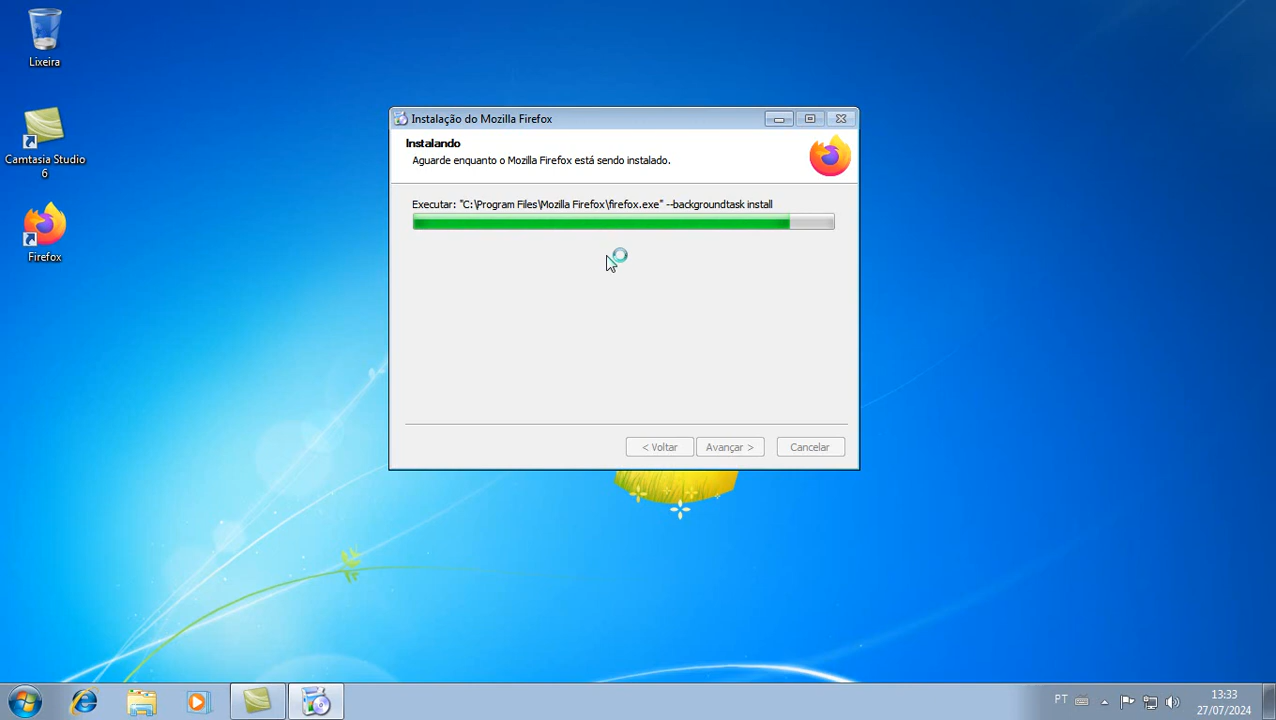 Lixeira
Camtasia Studio
6
Firefox
Instalação do Mozilla Firefox
Instalando
Aguarde enquanto o Mozilla Firefox está sendo instalado.
Executar: "C:\Program Files\Mozilla Firefox\firefox.exe" --backgroundtask install
< Voltar
Avançar >
Cancelar
PT
13:33
27/07/2024